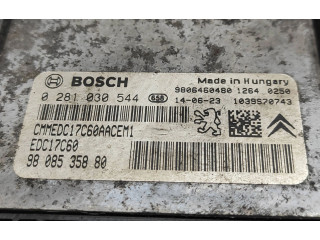 BOSCH
Made in Hungary
0 281 030 544
9806460480 1264 0250
14-06-23 1039S70743
CMMEDC17C60AACEM1
EDC17C60
98 085 358 80